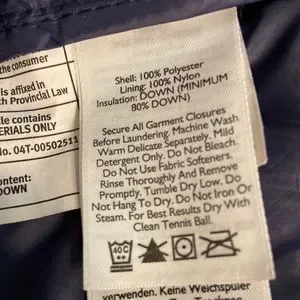 the consumer
is affixed in
h Provincial Law
le contains
ERIALS ONLY
No. 04T-00502511
ontent:
DOWN
Shell: 100% Polyester
Lining: 100% Nylon
Insulation: DOWN (MINIMUM
80% DOWN)
Secure All Garment Closures
Before Laundering. Machine Wash
Warm Delicate Separately. Mild
Detergent Only. Do Not Bleach.
Do Not Use Fabric Softeners.
Rinse Thoroughly And Remove
Promptly. Tumble Dry Low. Do
Not Hang To Dry. Do Not Iron Or
Steam. For Best Results Dry With
Clean Tennis Ball.
40C
verwenden. Keine Weichspüler